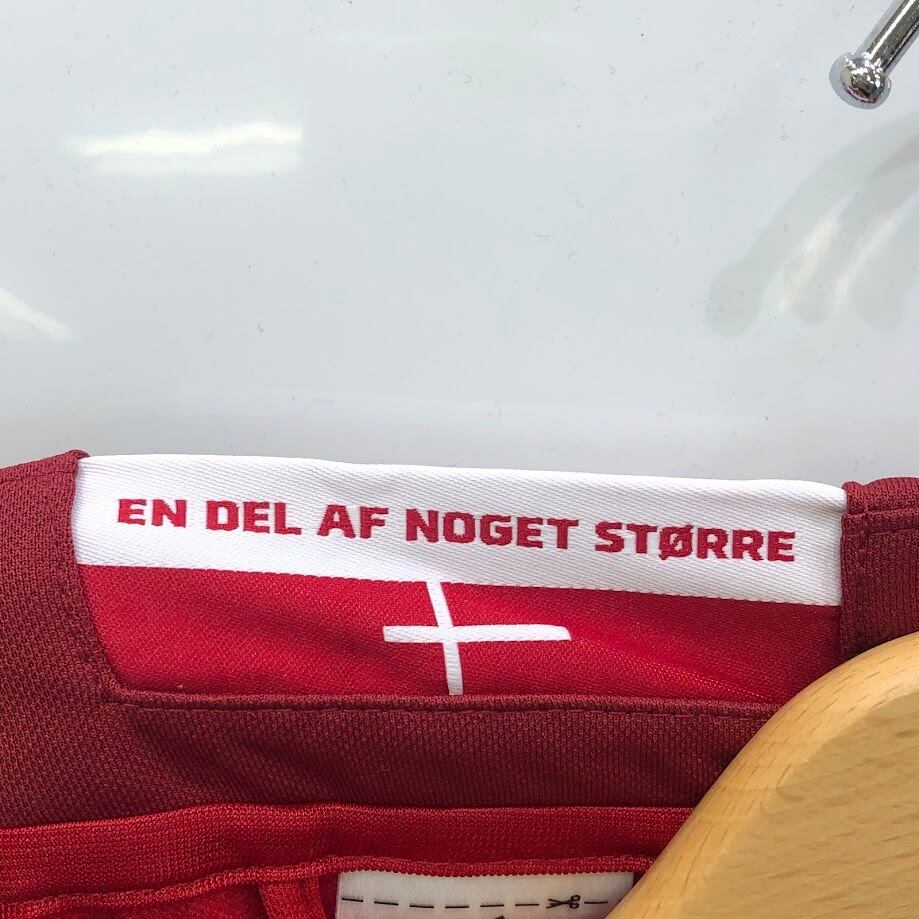 EN DEL AF NOGET STØRRE